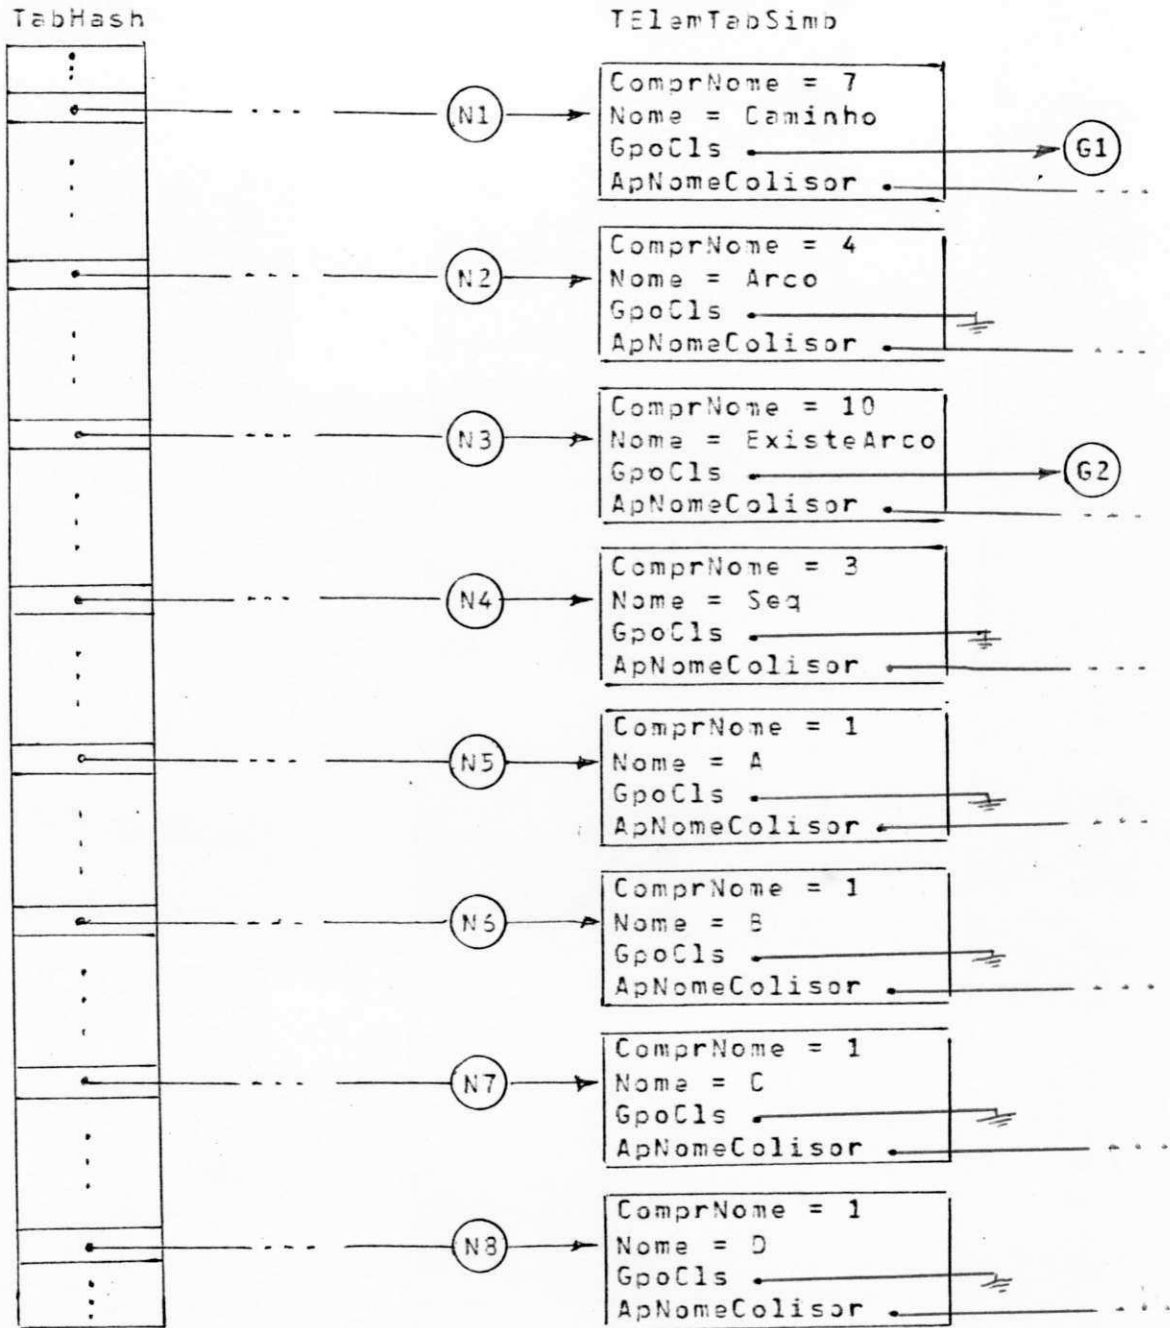 TabHash
TElemTabSimb
N1
ComprNome = 7
Nome = Caminho
GpoCls
ApNomeColisor
G1
N2
ComprNome = 4
Nome = Arco
GpoCls
ApNomeColisor
N3
ComprNome = 10
Nome = ExisteArco
GpoCls
ApNomeColisor
G2
N4
ComprNome = 3
Nome = Seq
GpoCls
ApNomeColisor
N5
ComprNome = 1
Nome = A
GpoCls
ApNomeColisor
N6
ComprNome = 1
Nome = B
GpoCls
ApNomeColisor
N7
ComprNome = 1
Nome = C
GpoCls
ApNomeColisor
N8
ComprNome = 1
Nome = D
GpoCls
ApNomeColisor